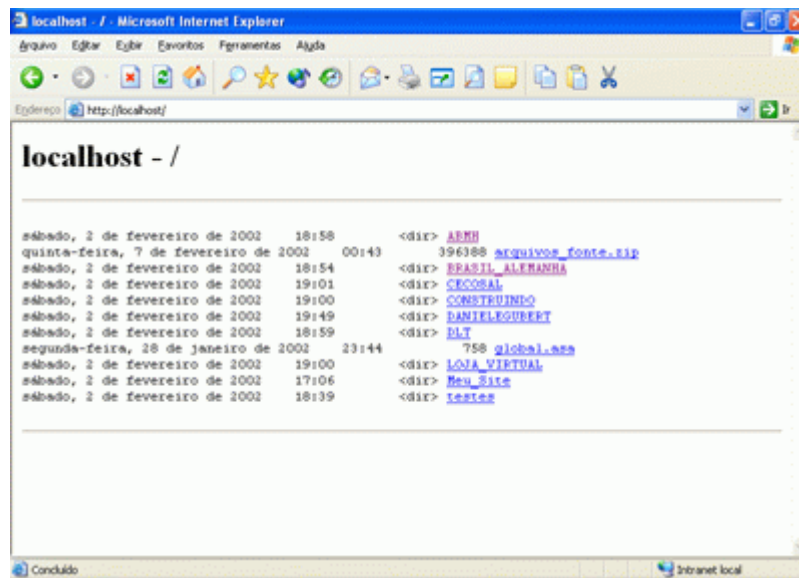 localhost - / - Microsoft Internet Explorer
Arquivo Editar Exibir Favoritos Ferramentas Ajuda
Endereço http://localhost/ Ir
localhost - /
sábado, 2 de fevereiro de 2002 18:58 <dir> ABMH
quinta-feira, 7 de fevereiro de 2002 00:43 396388 arquivos_fonte.zip
sábado, 2 de fevereiro de 2002 18:54 <dir> BRASIL_ALEMANHA
sábado, 2 de fevereiro de 2002 19:01 <dir> CECOSAL
sábado, 2 de fevereiro de 2002 19:00 <dir> CONSTRUINDO
sábado, 2 de fevereiro de 2002 19:49 <dir> DANIELEGUBERT
sábado, 2 de fevereiro de 2002 18:59 <dir> DLT
segunda-feira, 28 de janeiro de 2002 23:44 758 global.asa
sábado, 2 de fevereiro de 2002 19:00 <dir> LOJA_VIRTUAL
sábado, 2 de fevereiro de 2002 17:06 <dir> Meu_Site
sábado, 2 de fevereiro de 2002 18:39 <dir> testes
Concluído Intranet local